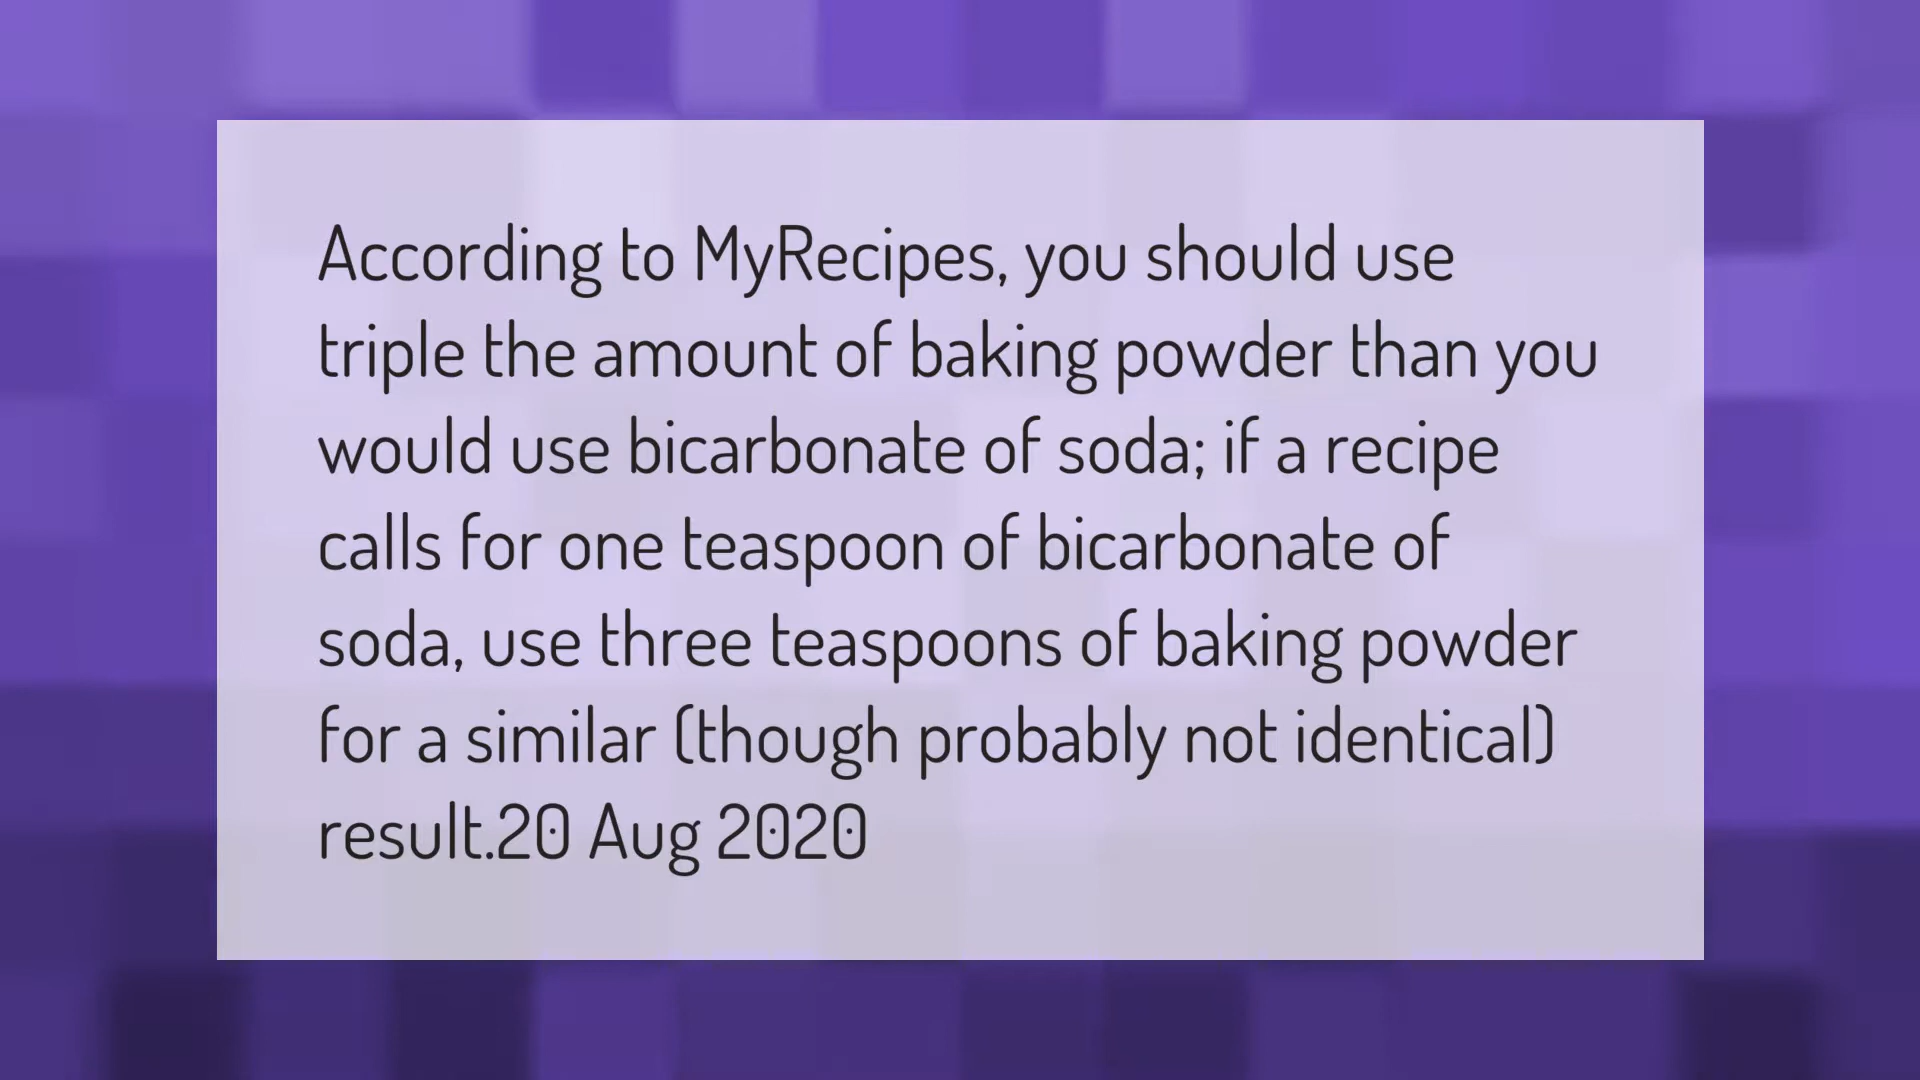 According to MyRecipes, you should use
triple the amount of baking powder than you
would use bicarbonate of soda; if a recipe
calls for one teaspoon of bicarbonate of
soda, use three teaspoons of baking powder
for a similar (though probably not identical)
result.20 Aug 2020